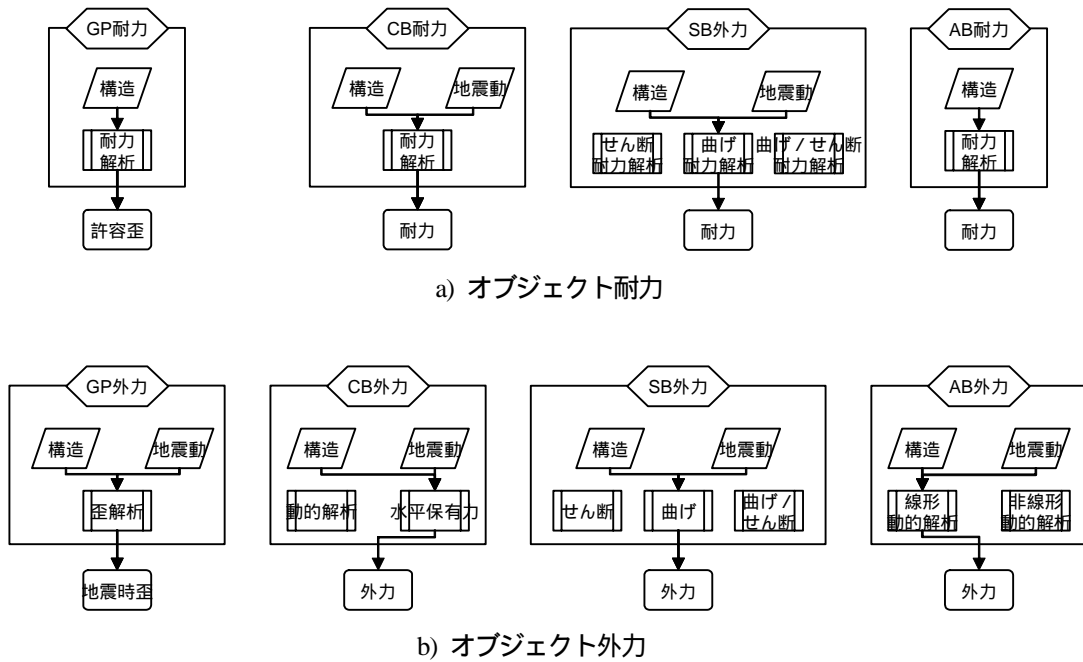 GP耐力
CB耐力
SB外力
AB耐力
構造
構造
地震動
構造
地震動
構造
耐力
解析
耐力
解析
せん断
耐力解析
曲げ
耐力解析
曲げ / せん断
耐力解析
耐力
解析
許容歪
耐力
耐力
耐力
a) オブジェクト耐力
GP外力
CB外力
SB外力
AB外力
構造
地震動
構造
地震動
構造
地震動
構造
地震動
歪解析
動的解析
水平保有力
せん断
曲げ
曲げ /
せん断
線形
動的解析
非線形
動的解析
地震時歪
外力
外力
外力
b) オブジェクト外力